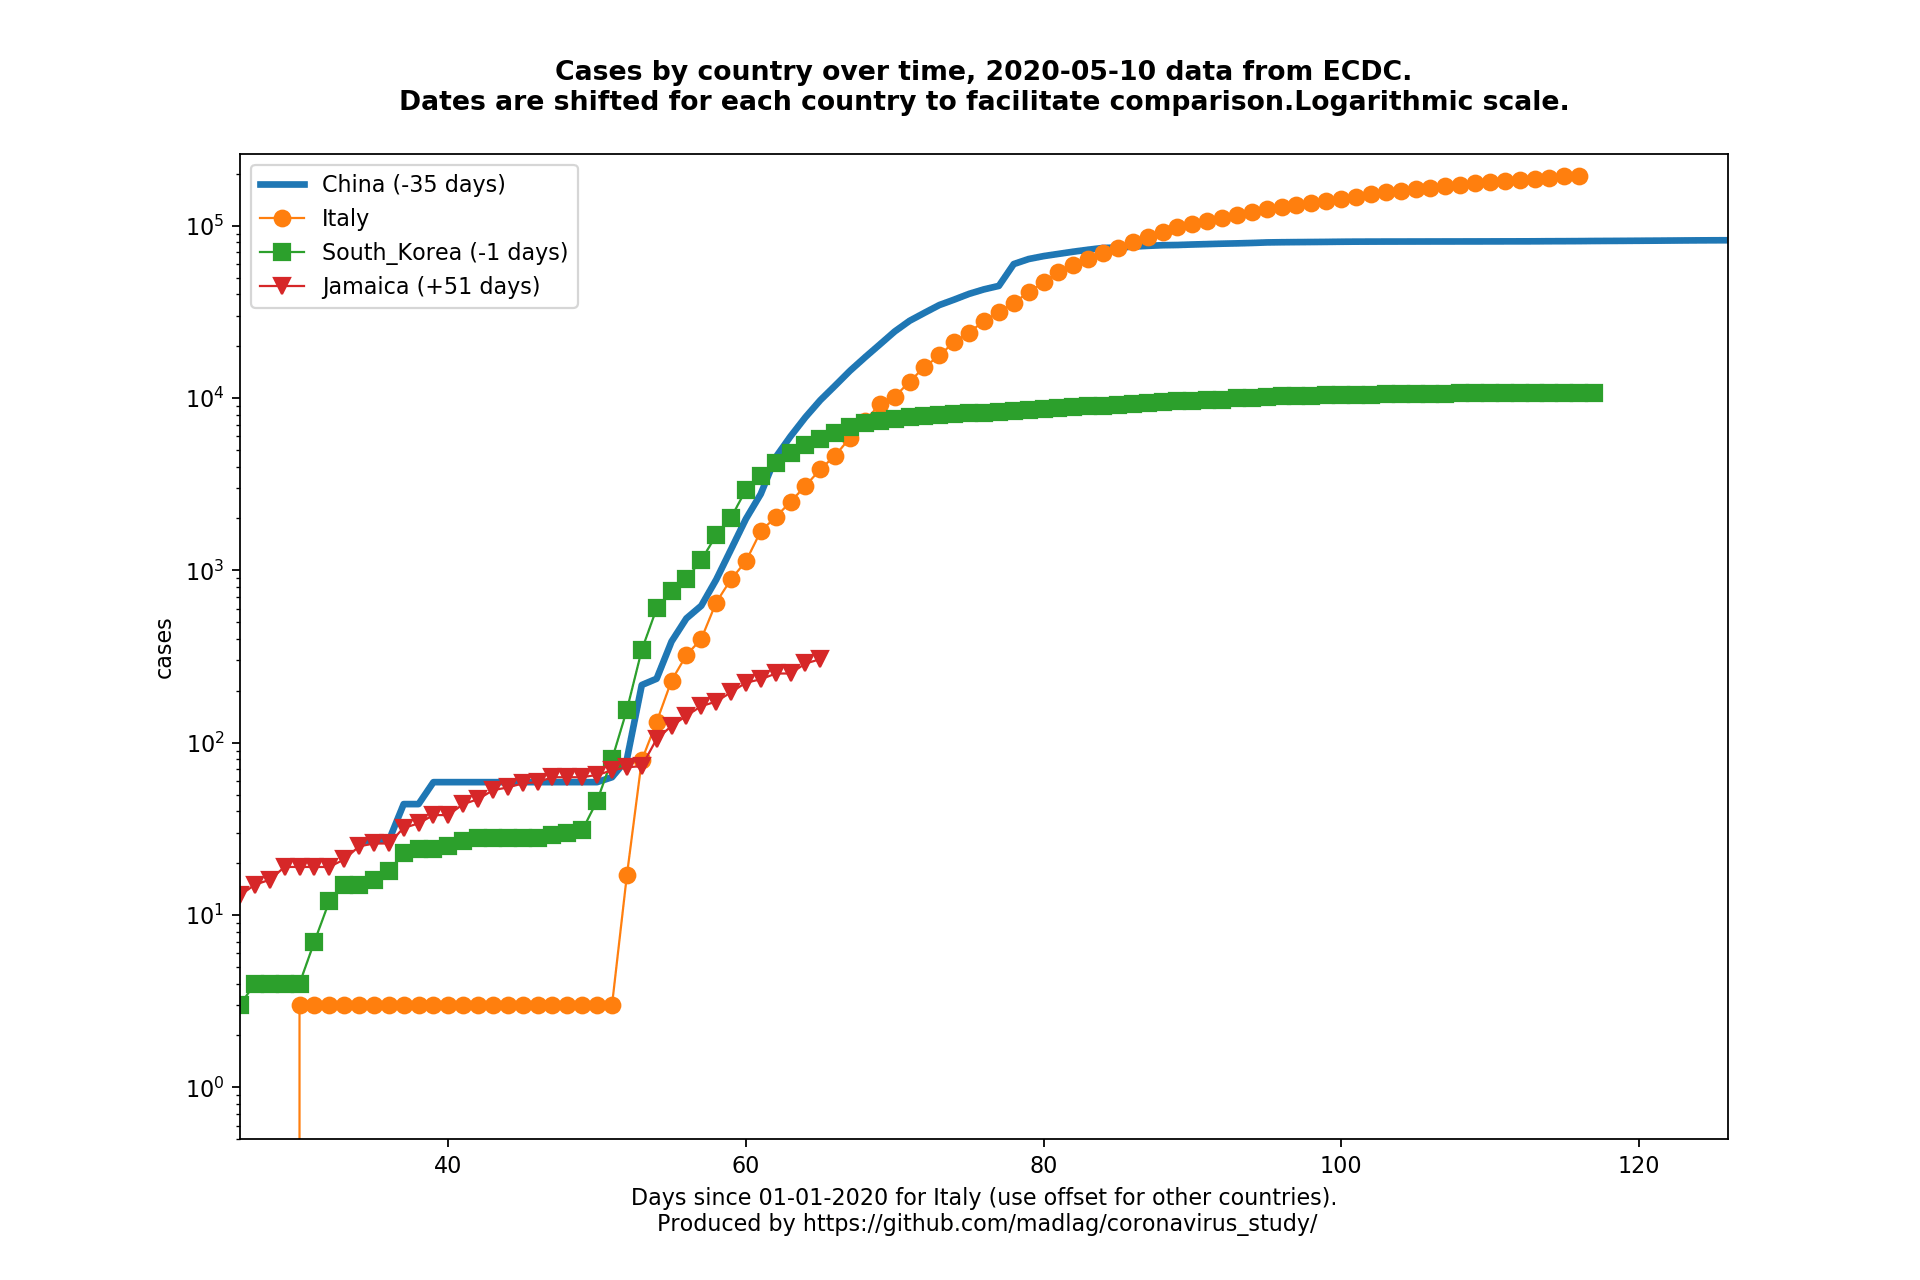 Cases by country over time, 2020-05-10 data from ECDC.
Dates are shifted for each country to facilitate comparison.Logarithmic scale.
China (-35 days)
Italy
South_Korea (-1 days)
Jamaica (+51 days)
10^5
10^4
10^3
10^2
10^1
10^0
cases
40 60 80 100 120
Days since 01-01-2020 for Italy (use offset for other countries).
Produced by https://github.com/madlag/coronavirus_study/